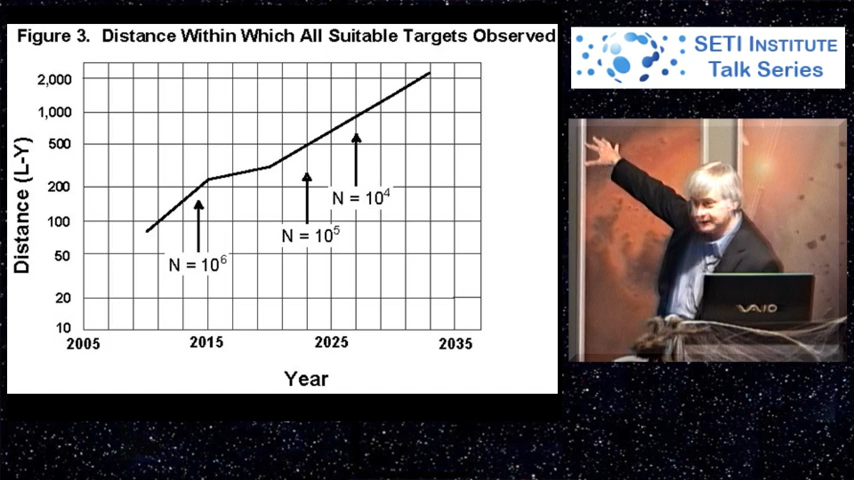 Figure 3. Distance Within Which All Suitable Targets Observed
SETI INSTITUTE
Talk Series
2,000
1,000
500
200
100
50
20
10
Distance (L-Y)
N = 10⁶
N = 10⁵
N = 10⁴
2005
2015
2025
2035
Year
VAIO